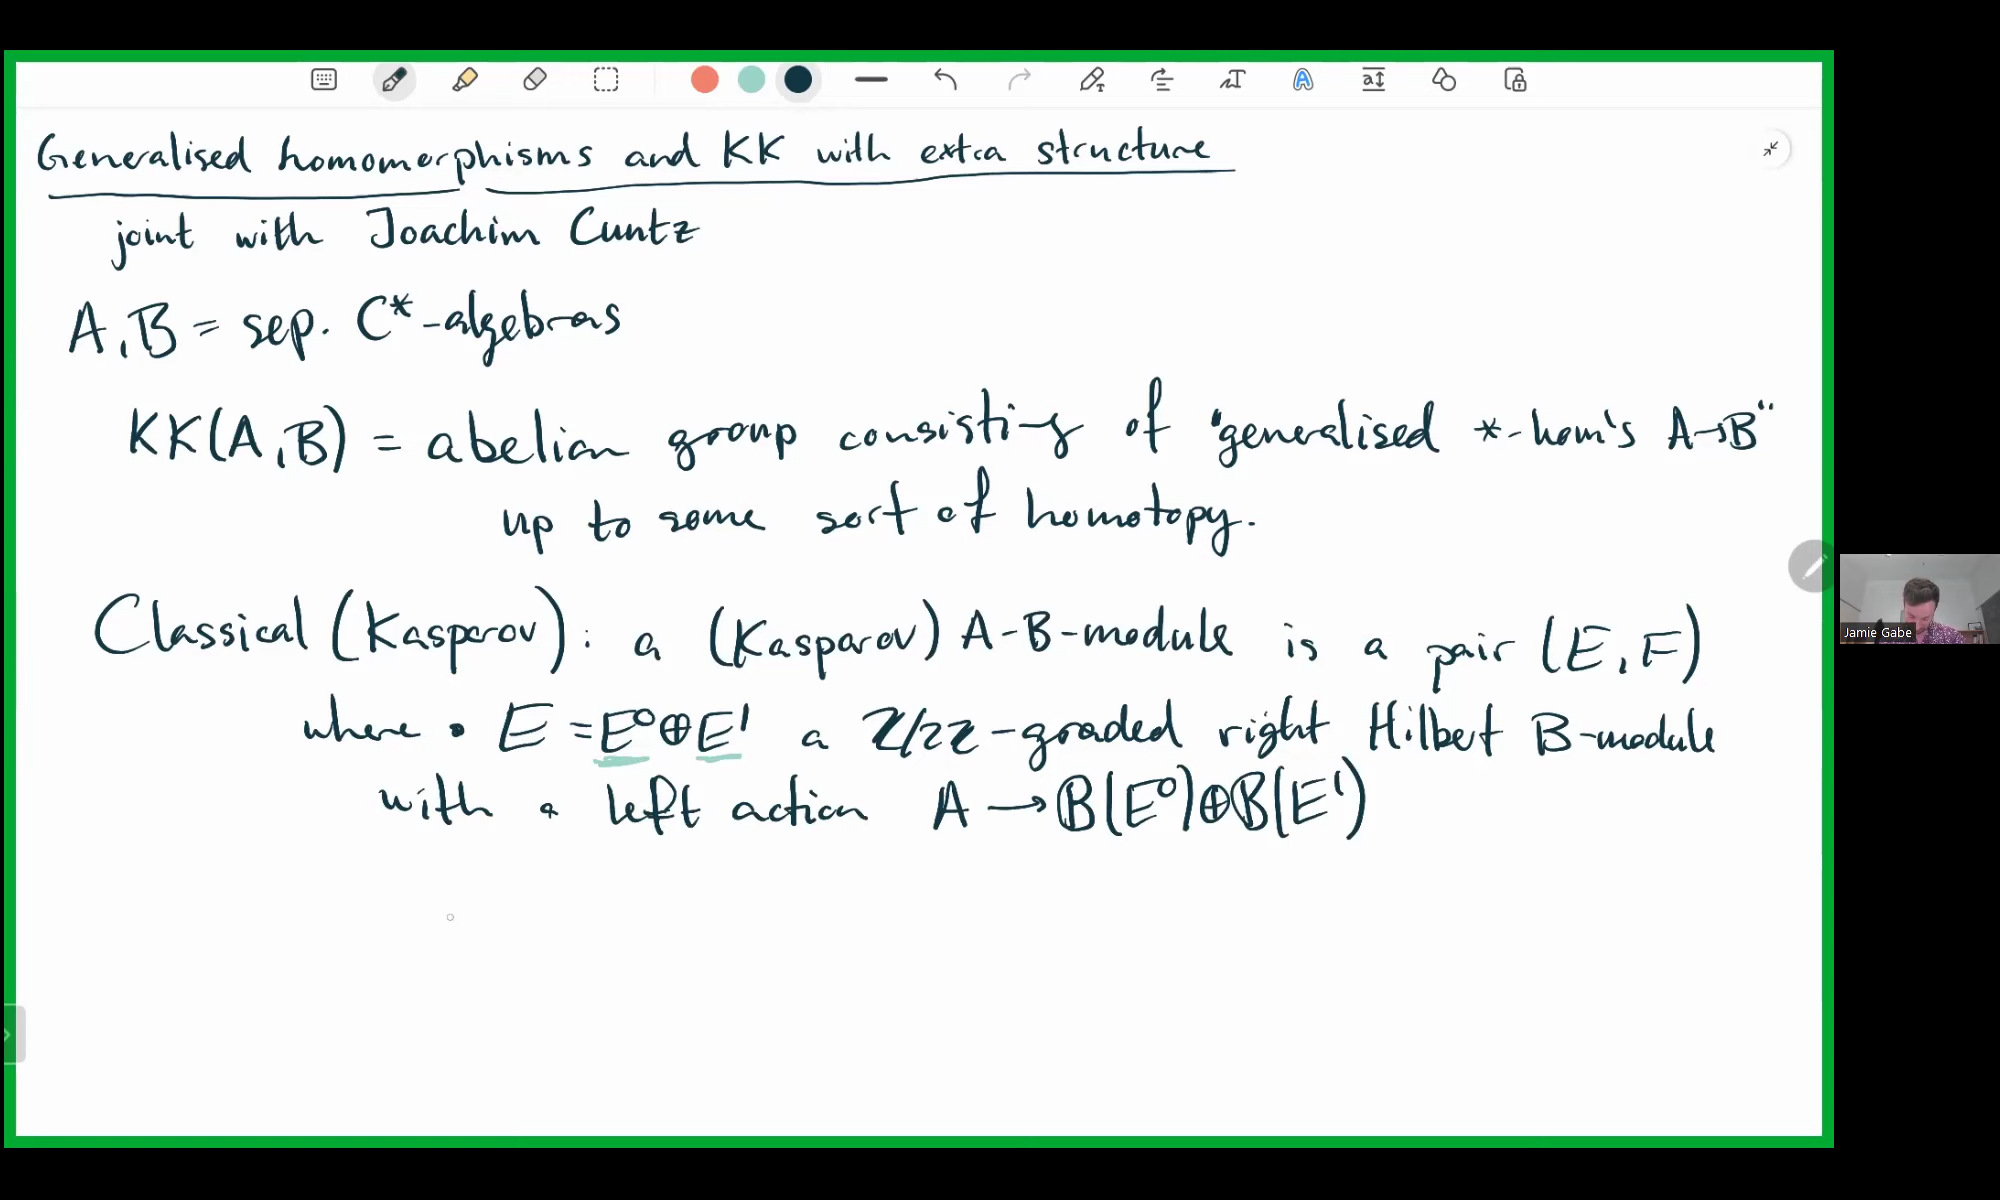 Generalised homomorphisms and KK with extra structure
joint with Joachim Cuntz
A, B = sep. C*-algebras
KK(A, B) = abelian group consisting of "generalised *-hom's A→B"
up to some sort of homotopy.
Classical (Kasparov): a (Kasparov) A-B-module is a pair (E, F)
where • E = E⁰⊕E¹ a ℤ/2ℤ-graded right Hilbert B-module
with a left action A → 𝔹(E⁰)⊕𝔹(E¹)
Jamie Gabe